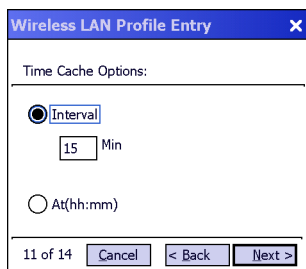 Wireless LAN Profile Entry
Time Cache Options:
Interval
15 Min
At(hh:mm)
11 of 14 Cancel < Back Next >